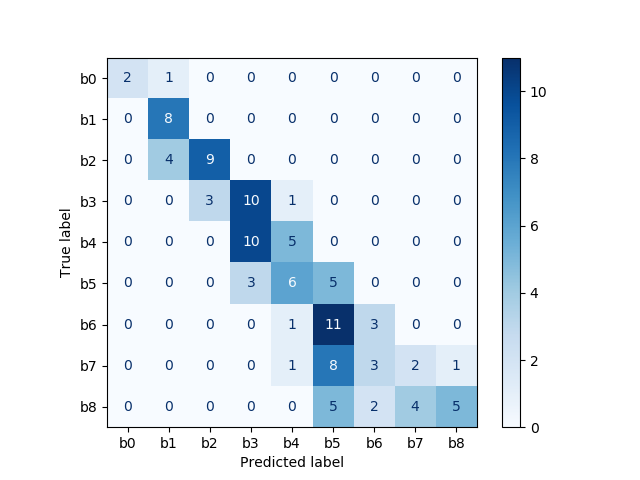 b0 2 1 0 0 0 0 0 0 0
b1 0 8 0 0 0 0 0 0 0
b2 0 4 9 0 0 0 0 0 0
b3 0 0 3 10 1 0 0 0 0
b4 0 0 0 10 5 0 0 0 0
b5 0 0 0 3 6 5 0 0 0
b6 0 0 0 0 1 11 3 0 0
b7 0 0 0 0 1 8 3 2 1
b8 0 0 0 0 0 5 2 4 5
b0 b1 b2 b3 b4 b5 b6 b7 b8
Predicted label
True label
10
8
6
4
2
0